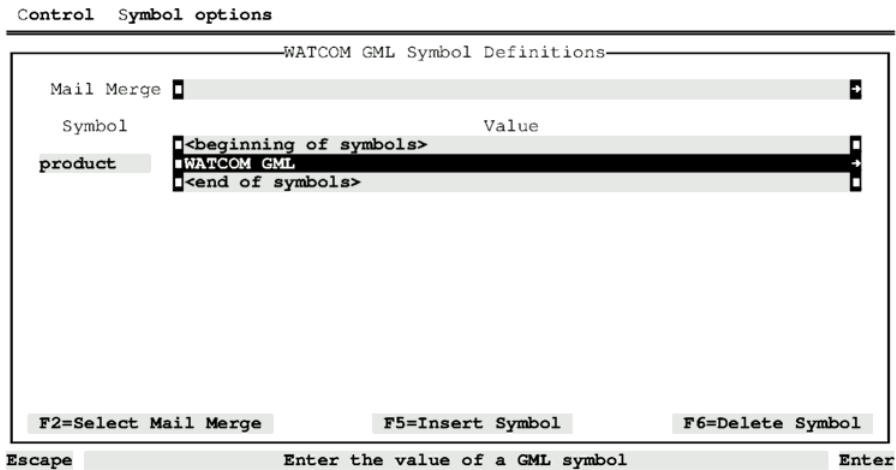 Control Symbol options
WATCOM GML Symbol Definitions
Mail Merge
Symbol Value
<beginning of symbols>
product WATCOM GML
<end of symbols>
F2=Select Mail Merge F5=Insert Symbol F6=Delete Symbol
Escape Enter the value of a GML symbol Enter